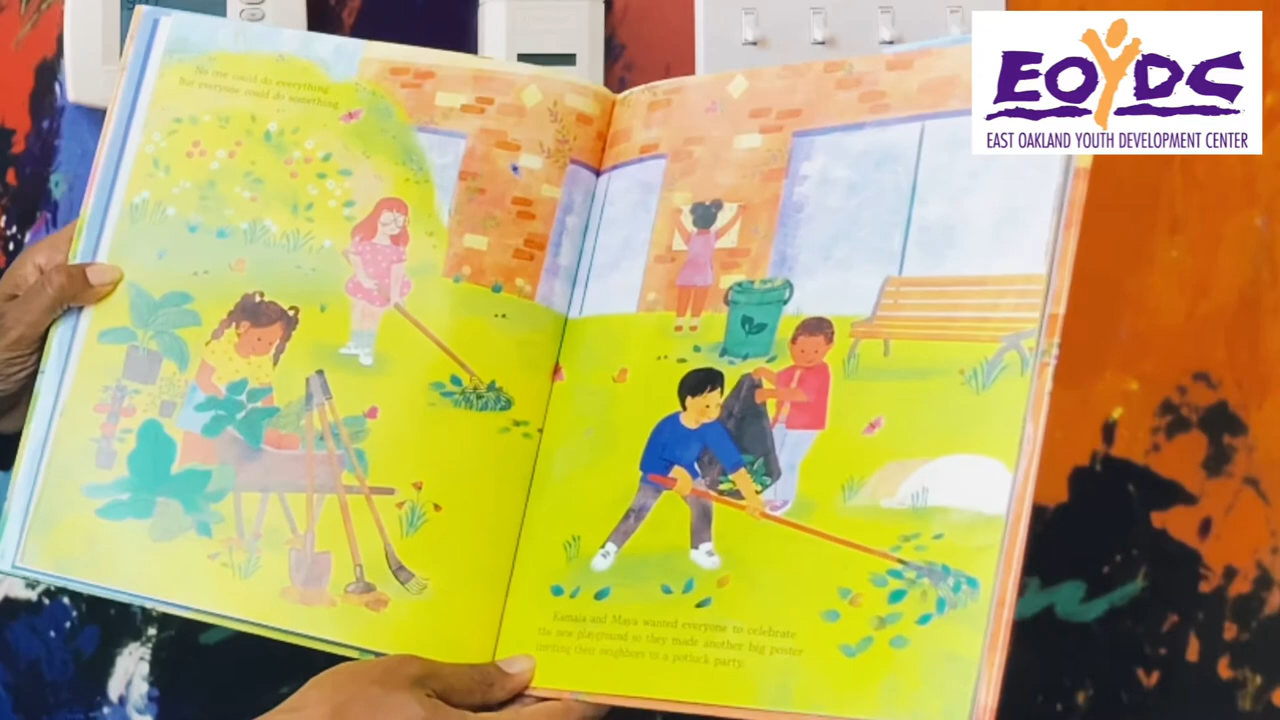 No one could do everything.
But everyone could do something.
Kamala and Maya wanted everyone to celebrate
the new playground so they made another big poster
inviting their neighbors to a potluck party.
EOYDC
EAST OAKLAND YOUTH DEVELOPMENT CENTER